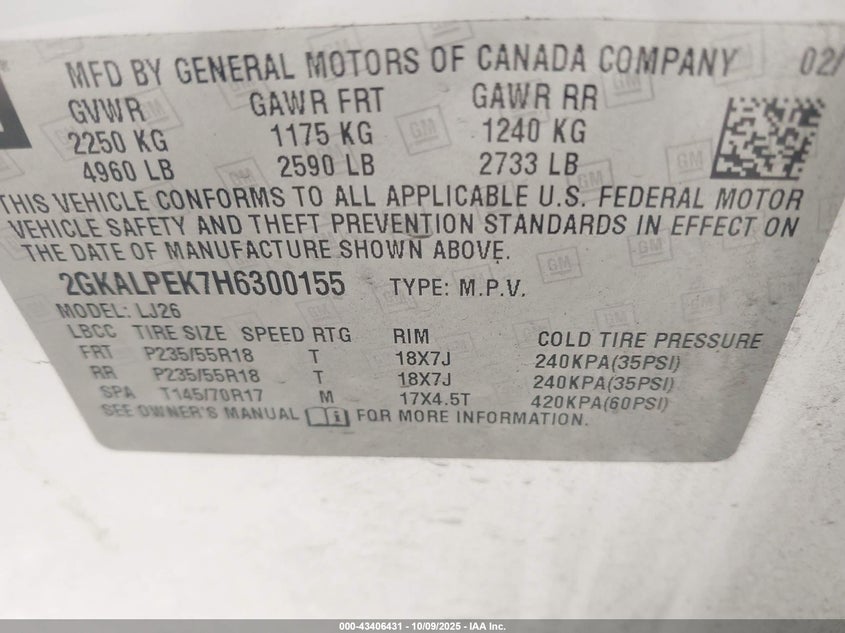 MFD BY GENERAL MOTORS OF CANADA COMPANY 02/
GVWR GAWR FRT GAWR RR
2250 KG 1175 KG 1240 KG
4960 LB 2590 LB 2733 LB
THIS VEHICLE CONFORMS TO ALL APPLICABLE U.S. FEDERAL MOTOR
VEHICLE SAFETY AND THEFT PREVENTION STANDARDS IN EFFECT ON
THE DATE OF MANUFACTURE SHOWN ABOVE.
2GKALPEK7H6300155 TYPE: M.P.V.
MODEL: LJ26
LBCC TIRE SIZE SPEED RTG RIM COLD TIRE PRESSURE
FRT P235/55R18 T 18X7J 240KPA(35PSI)
RR P235/55R18 T 18X7J 240KPA(35PSI)
SPA T145/70R17 M 17X4.5T 420KPA(60PSI)
SEE OWNER'S MANUAL FOR MORE INFORMATION.
000-43406431 - 10/09/2025 - IAA Inc.